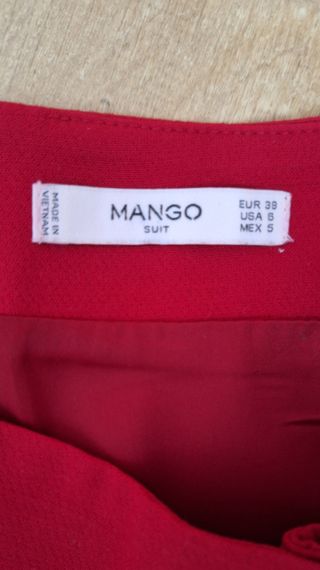 MADE IN
VIETNAM
MANGO
SUIT
EUR 38
USA 6
MEX 5